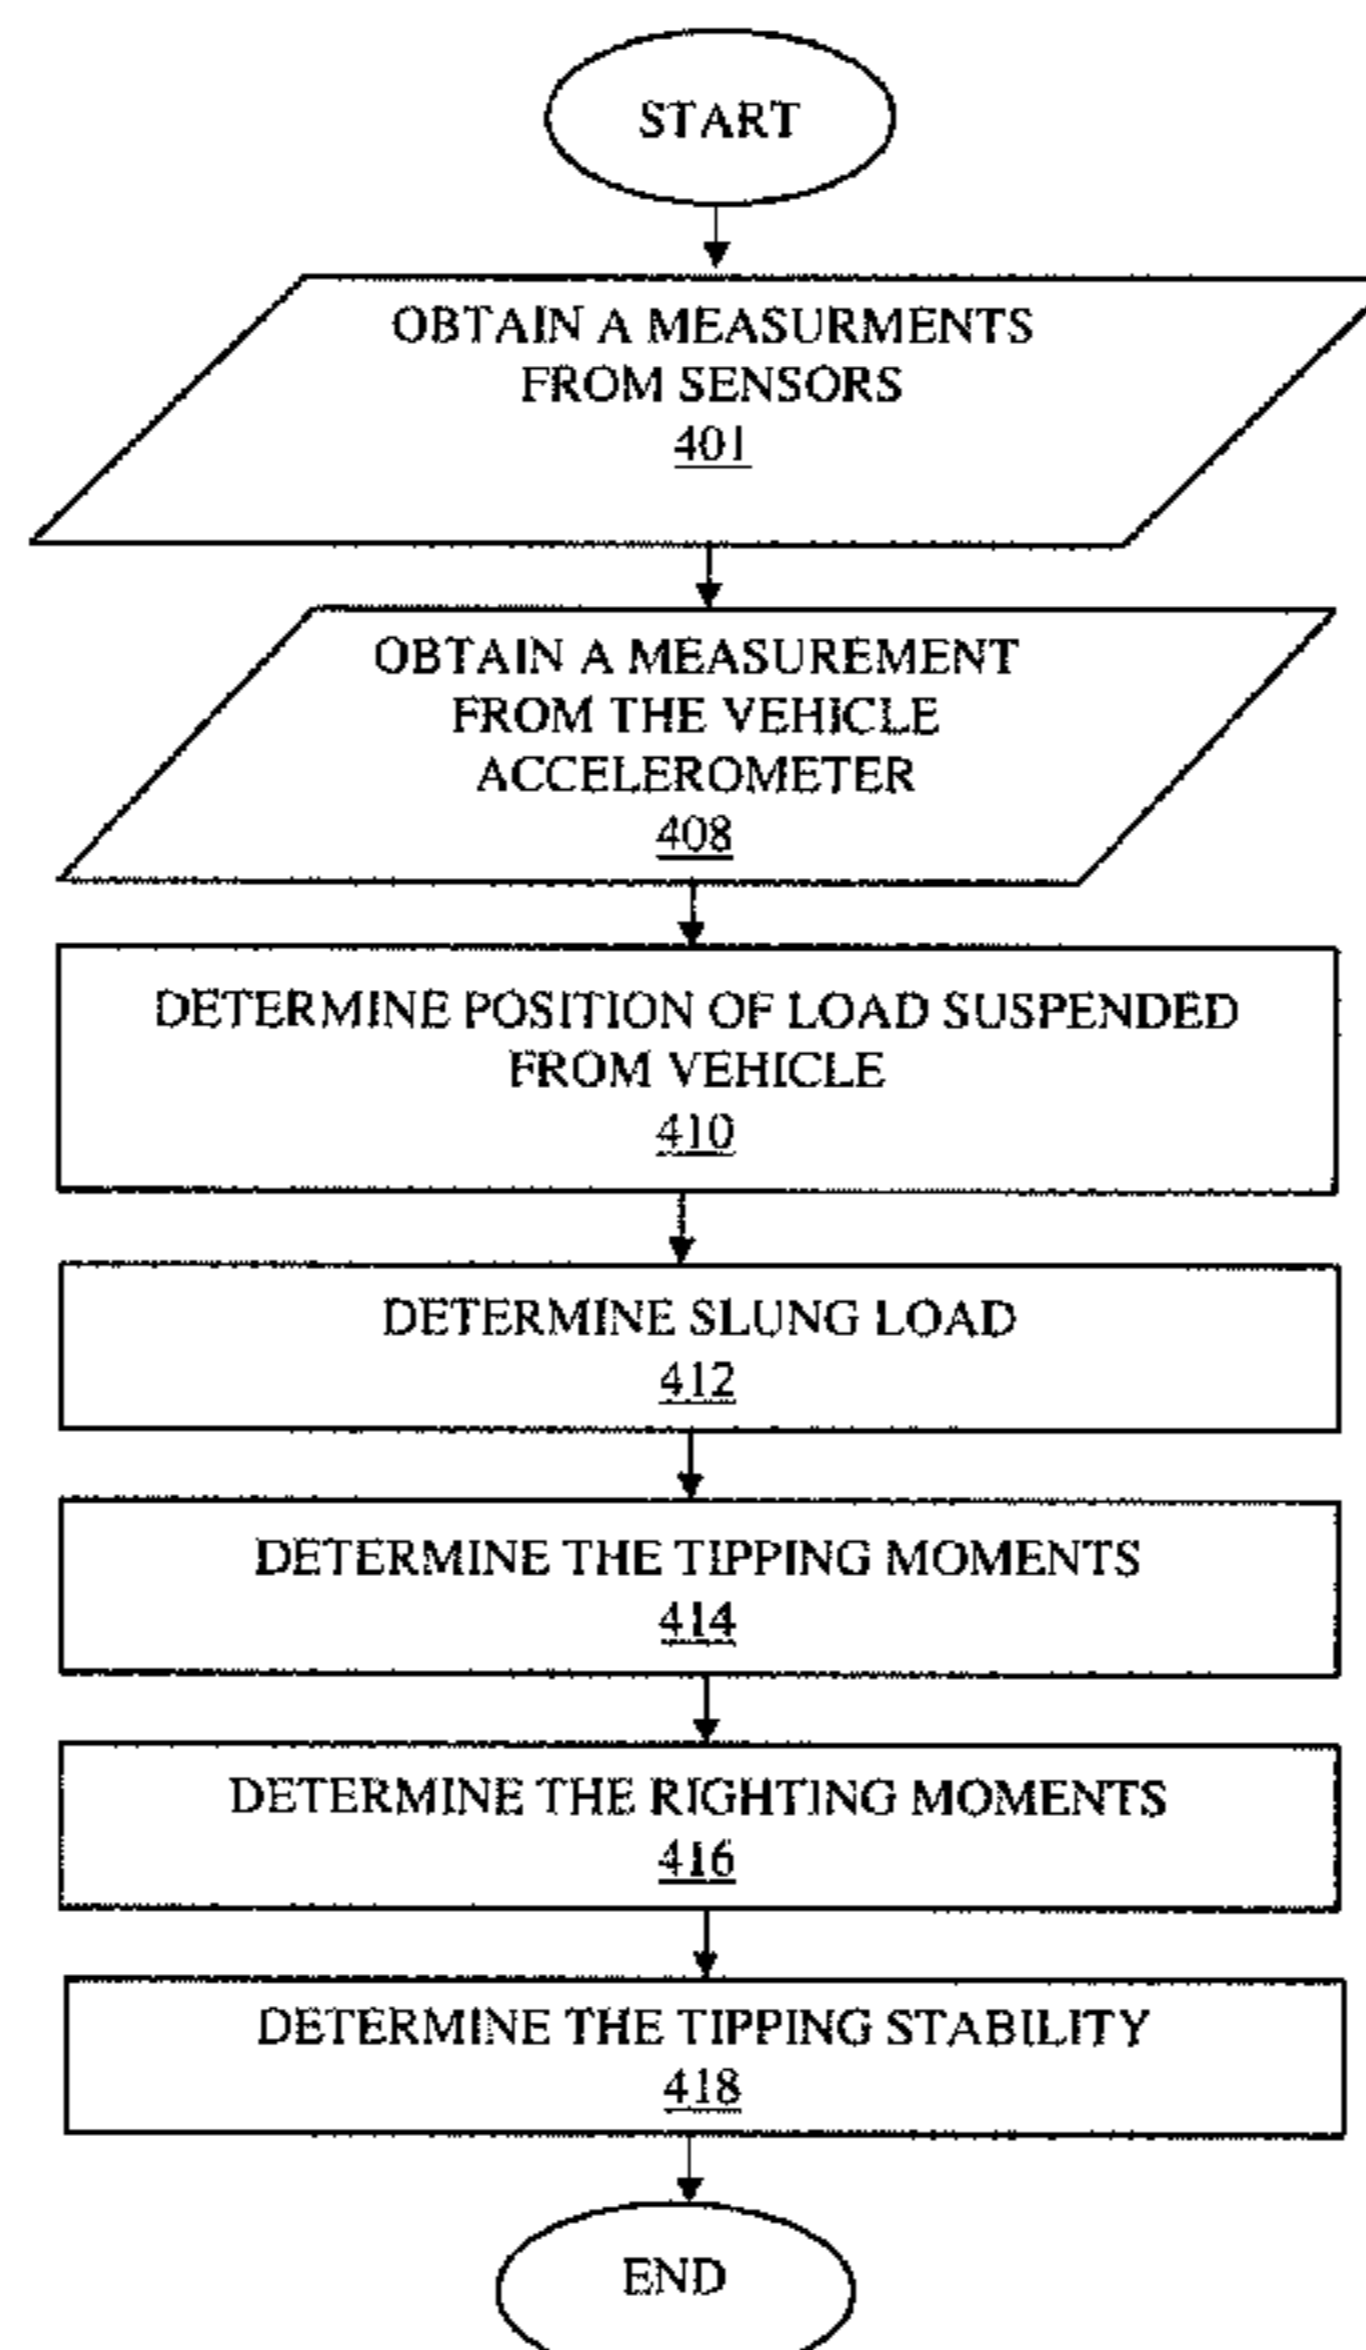 START
OBTAIN A MEASURMENTS
FROM SENSORS
401
OBTAIN A MEASUREMENT
FROM THE VEHICLE
ACCELEROMETER
408
DETERMINE POSITION OF LOAD SUSPENDED
FROM VEHICLE
410
DETERMINE SLUNG LOAD
412
DETERMINE THE TIPPING MOMENTS
414
DETERMINE THE RIGHTING MOMENTS
416
DETERMINE THE TIPPING STABILITY
418
END